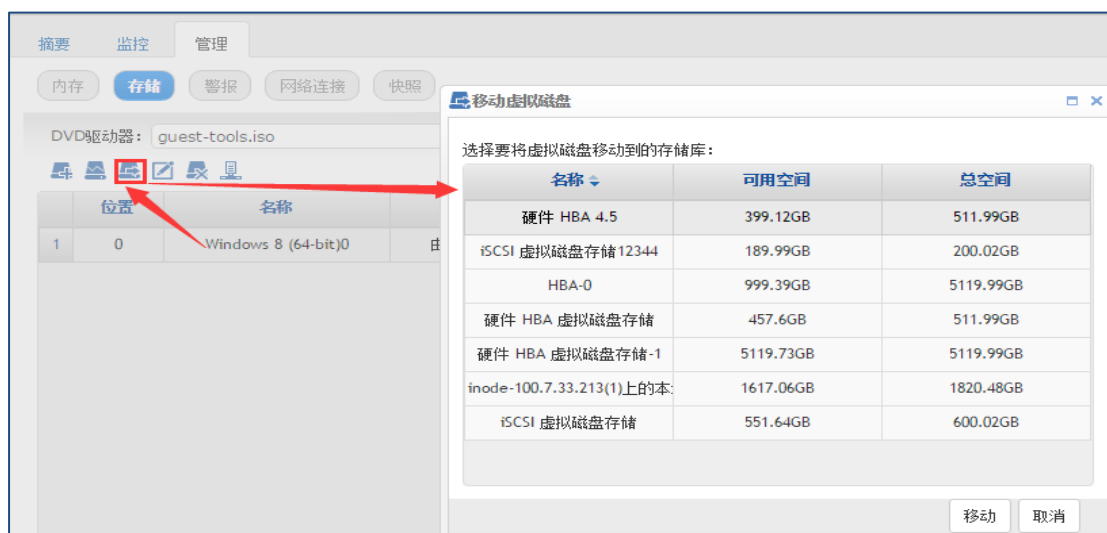 摘要 监控 管理
内存 存储 警报 网络连接 快照
DVD驱动器： guest-tools.iso
位置 名称
1 0 Windows 8 (64-bit)0 由
移动虚拟磁盘
选择要将虚拟磁盘移动到的存储库：
名称 可用空间 总空间
硬件 HBA 4.5 399.12GB 511.99GB
iSCSI 虚拟磁盘存储12344 189.99GB 200.02GB
HBA-0 999.39GB 5119.99GB
硬件 HBA 虚拟磁盘存储 457.6GB 511.99GB
硬件 HBA 虚拟磁盘存储-1 5119.73GB 5119.99GB
inode-100.7.33.213(1)上的本 1617.06GB 1820.48GB
iSCSI 虚拟磁盘存储 551.64GB 600.02GB
移动 取消